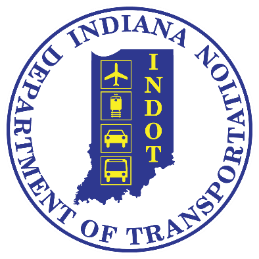 INDIANA
DEPARTMENT OF TRANSPORTATION
INDOT